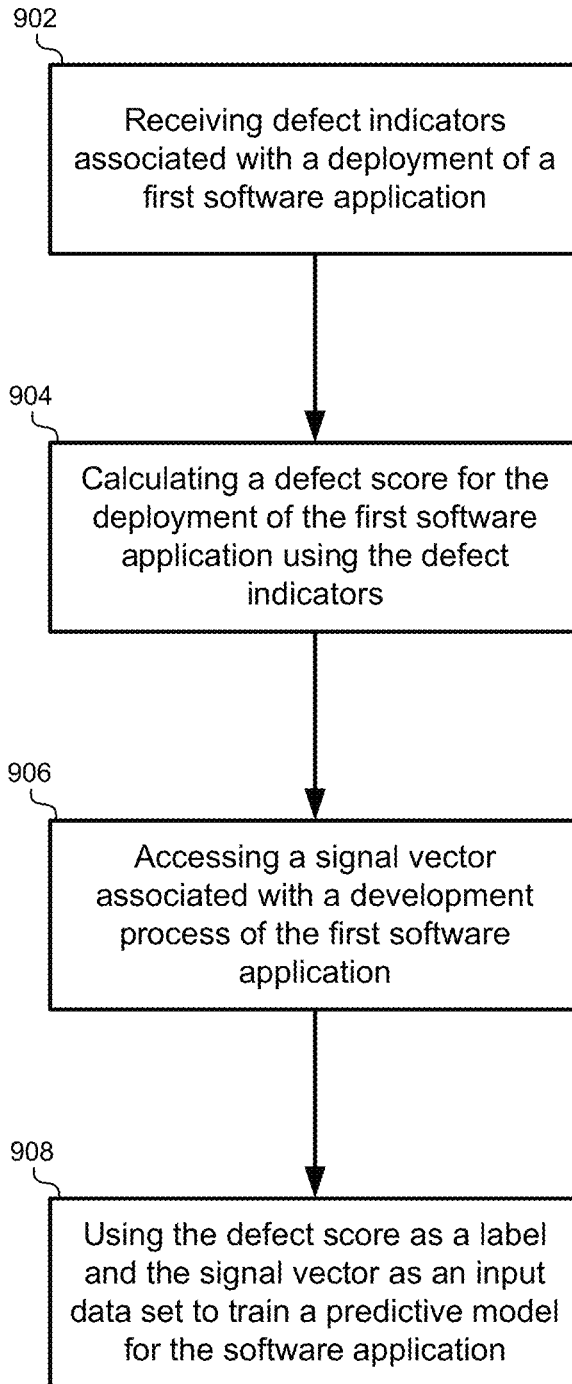 902
Receiving defect indicators
associated with a deployment of a
first software application
904
Calculating a defect score for the
deployment of the first software
application using the defect
indicators
906
Accessing a signal vector
associated with a development
process of the first software
application
908
Using the defect score as a label
and the signal vector as an input
data set to train a predictive model
for the software application